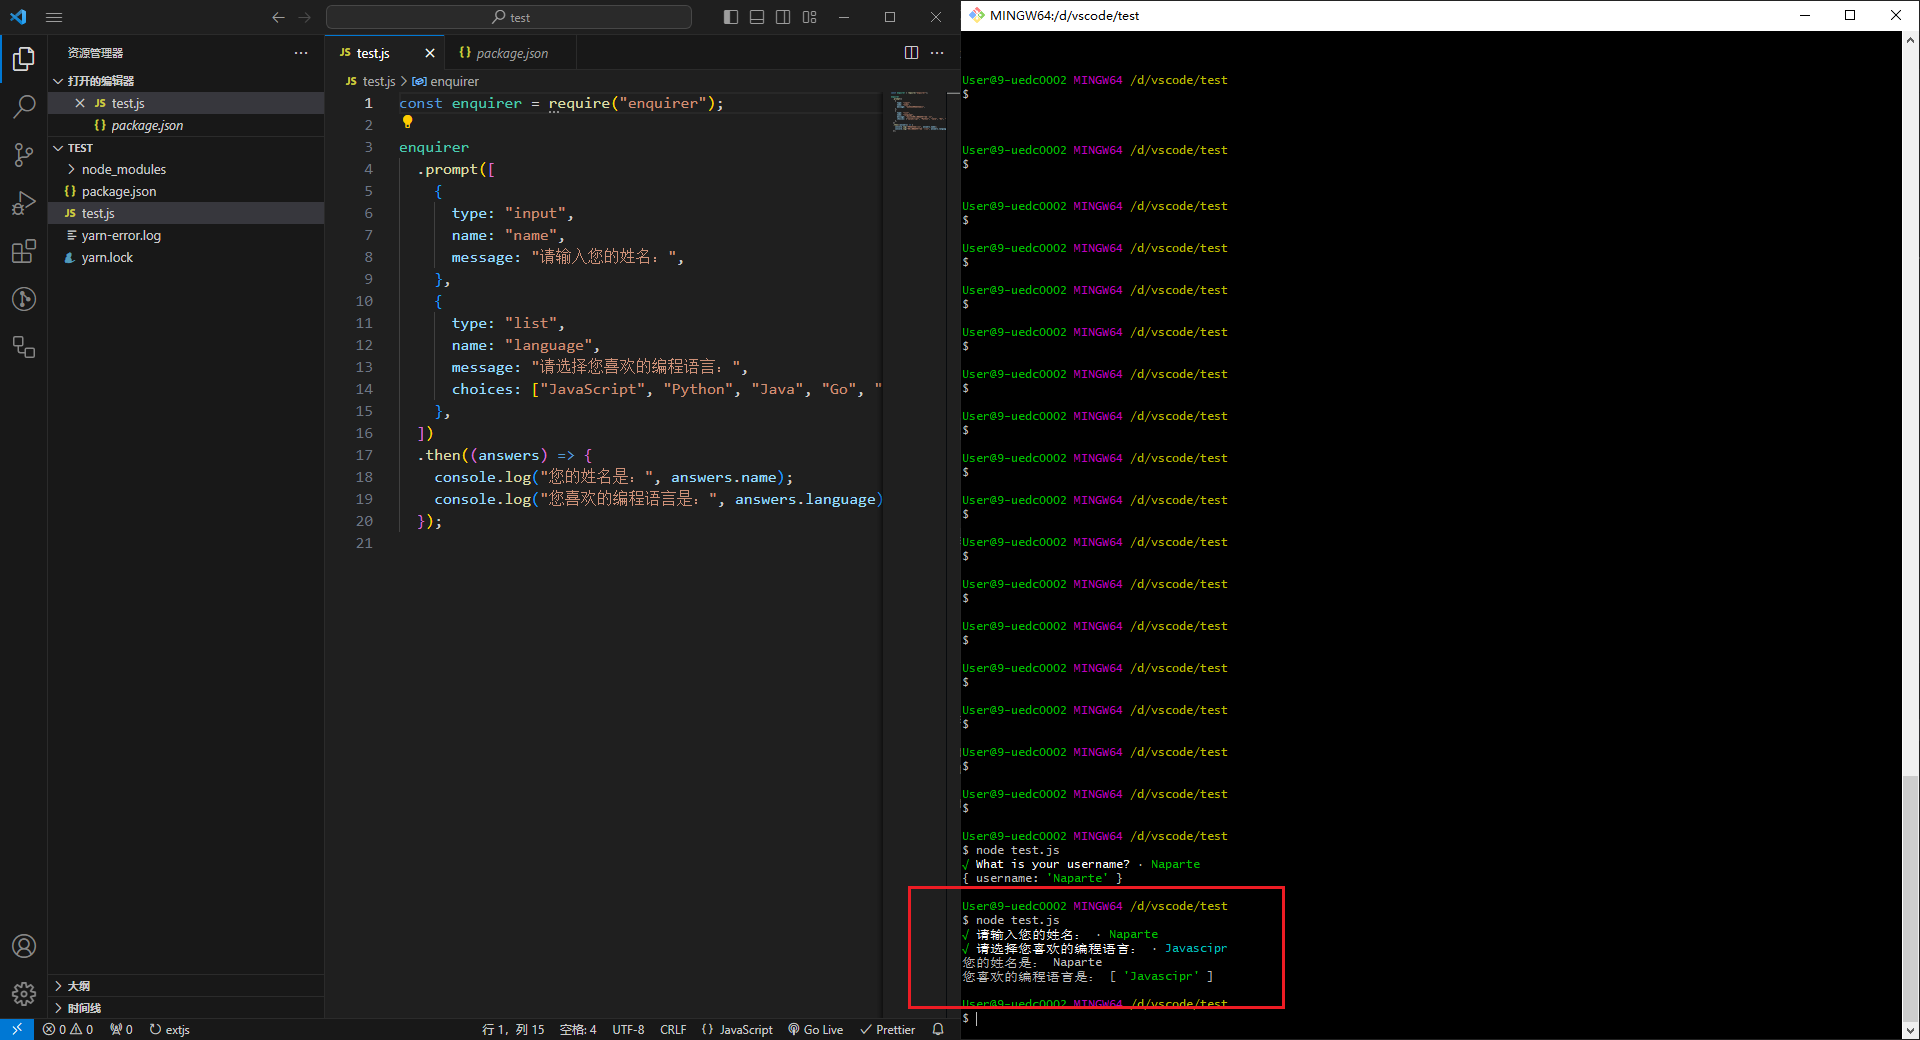 test
资源管理器
打开的编辑器
JS test.js
{} package.json
TEST
node_modules
{} package.json
JS test.js
yarn-error.log
yarn.lock
大纲
时间线
JS test.js
{} package.json
JS test.js > enquirer
1 const enquirer = require("enquirer");
2
3 enquirer
4 .prompt([
5 {
6 type: "input",
7 name: "name",
8 message: "请输入您的姓名：",
9 },
10 {
11 type: "list",
12 name: "language",
13 message: "请选择您喜欢的编程语言：",
14 choices: ["JavaScript", "Python", "Java", "Go", "
15 },
16 ])
17 .then((answers) => {
18 console.log("您的姓名是：", answers.name);
19 console.log("您喜欢的编程语言是：", answers.language)
20 });
21
0 0 0 extjs 行 1, 列 15 空格: 4 UTF-8 CRLF {} JavaScript Go Live Prettier
MINGW64:/d/vscode/test
User@9-uedc0002 MINGW64 /d/vscode/test
$
User@9-uedc0002 MINGW64 /d/vscode/test
$
User@9-uedc0002 MINGW64 /d/vscode/test
$
User@9-uedc0002 MINGW64 /d/vscode/test
$
User@9-uedc0002 MINGW64 /d/vscode/test
$
User@9-uedc0002 MINGW64 /d/vscode/test
$
User@9-uedc0002 MINGW64 /d/vscode/test
$
User@9-uedc0002 MINGW64 /d/vscode/test
$
User@9-uedc0002 MINGW64 /d/vscode/test
$
User@9-uedc0002 MINGW64 /d/vscode/test
$
User@9-uedc0002 MINGW64 /d/vscode/test
$
User@9-uedc0002 MINGW64 /d/vscode/test
$
User@9-uedc0002 MINGW64 /d/vscode/test
$
User@9-uedc0002 MINGW64 /d/vscode/test
$
User@9-uedc0002 MINGW64 /d/vscode/test
$
User@9-uedc0002 MINGW64 /d/vscode/test
$
User@9-uedc0002 MINGW64 /d/vscode/test
$
User@9-uedc0002 MINGW64 /d/vscode/test
$ node test.js
√ What is your username? · Naparte
{ username: 'Naparte' }
User@9-uedc0002 MINGW64 /d/vscode/test
$ node test.js
√ 请输入您的姓名： · Naparte
√ 请选择您喜欢的编程语言： · Javascipr
您的姓名是： Naparte
您喜欢的编程语言是： [ 'Javascipr' ]
User@9-uedc0002 MINGW64 /d/vscode/test
$